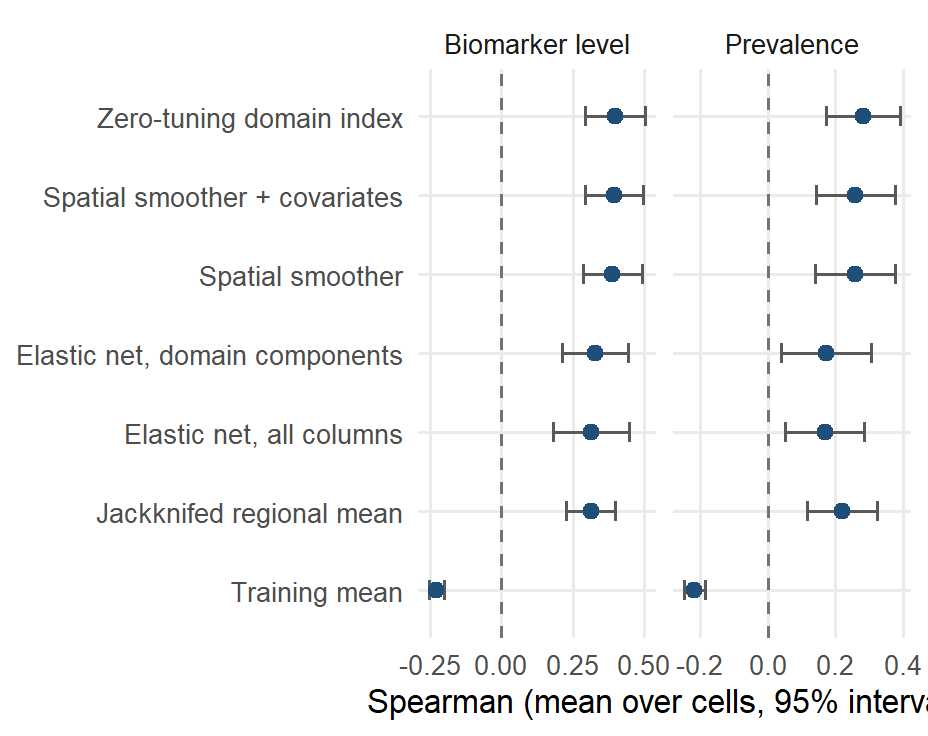 Biomarker level Prevalence
Zero-tuning domain index
Spatial smoother + covariates
Spatial smoother
Elastic net, domain components
Elastic net, all columns
Jackknifed regional mean
Training mean
-0.25 0.00 0.25 0.50 -0.2 0.0 0.2 0.4
Spearman (mean over cells, 95% interva